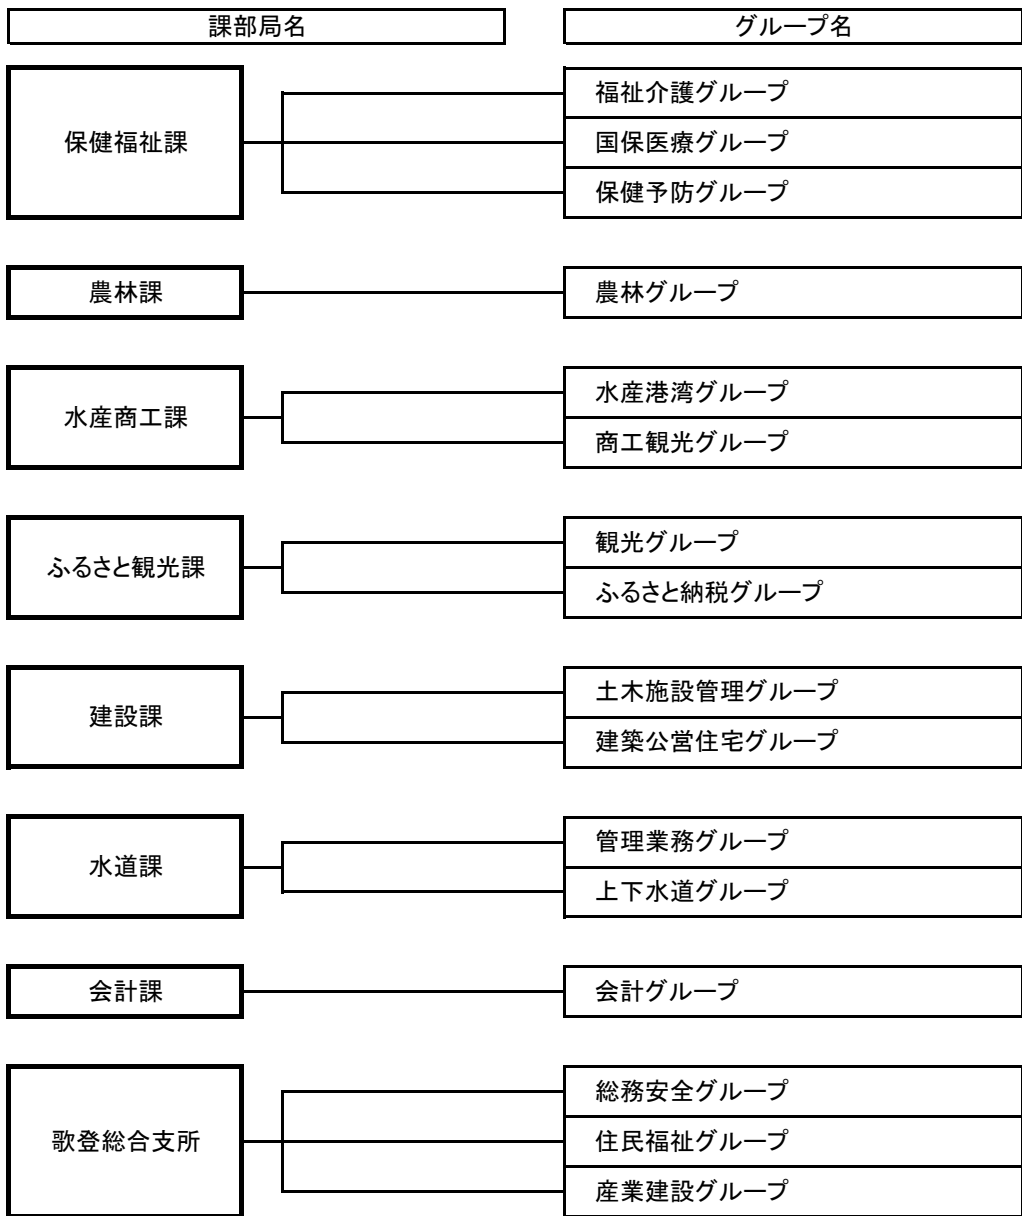 課部局名
グループ名
保健福祉課
福祉介護グループ
国保医療グループ
保健予防グループ
農林課
農林グループ
水産商工課
水産港湾グループ
商工観光グループ
ふるさと観光課
観光グループ
ふるさと納税グループ
建設課
土木施設管理グループ
建築公営住宅グループ
水道課
管理業務グループ
上下水道グループ
会計課
会計グループ
歌登総合支所
総務安全グループ
住民福祉グループ
産業建設グループ